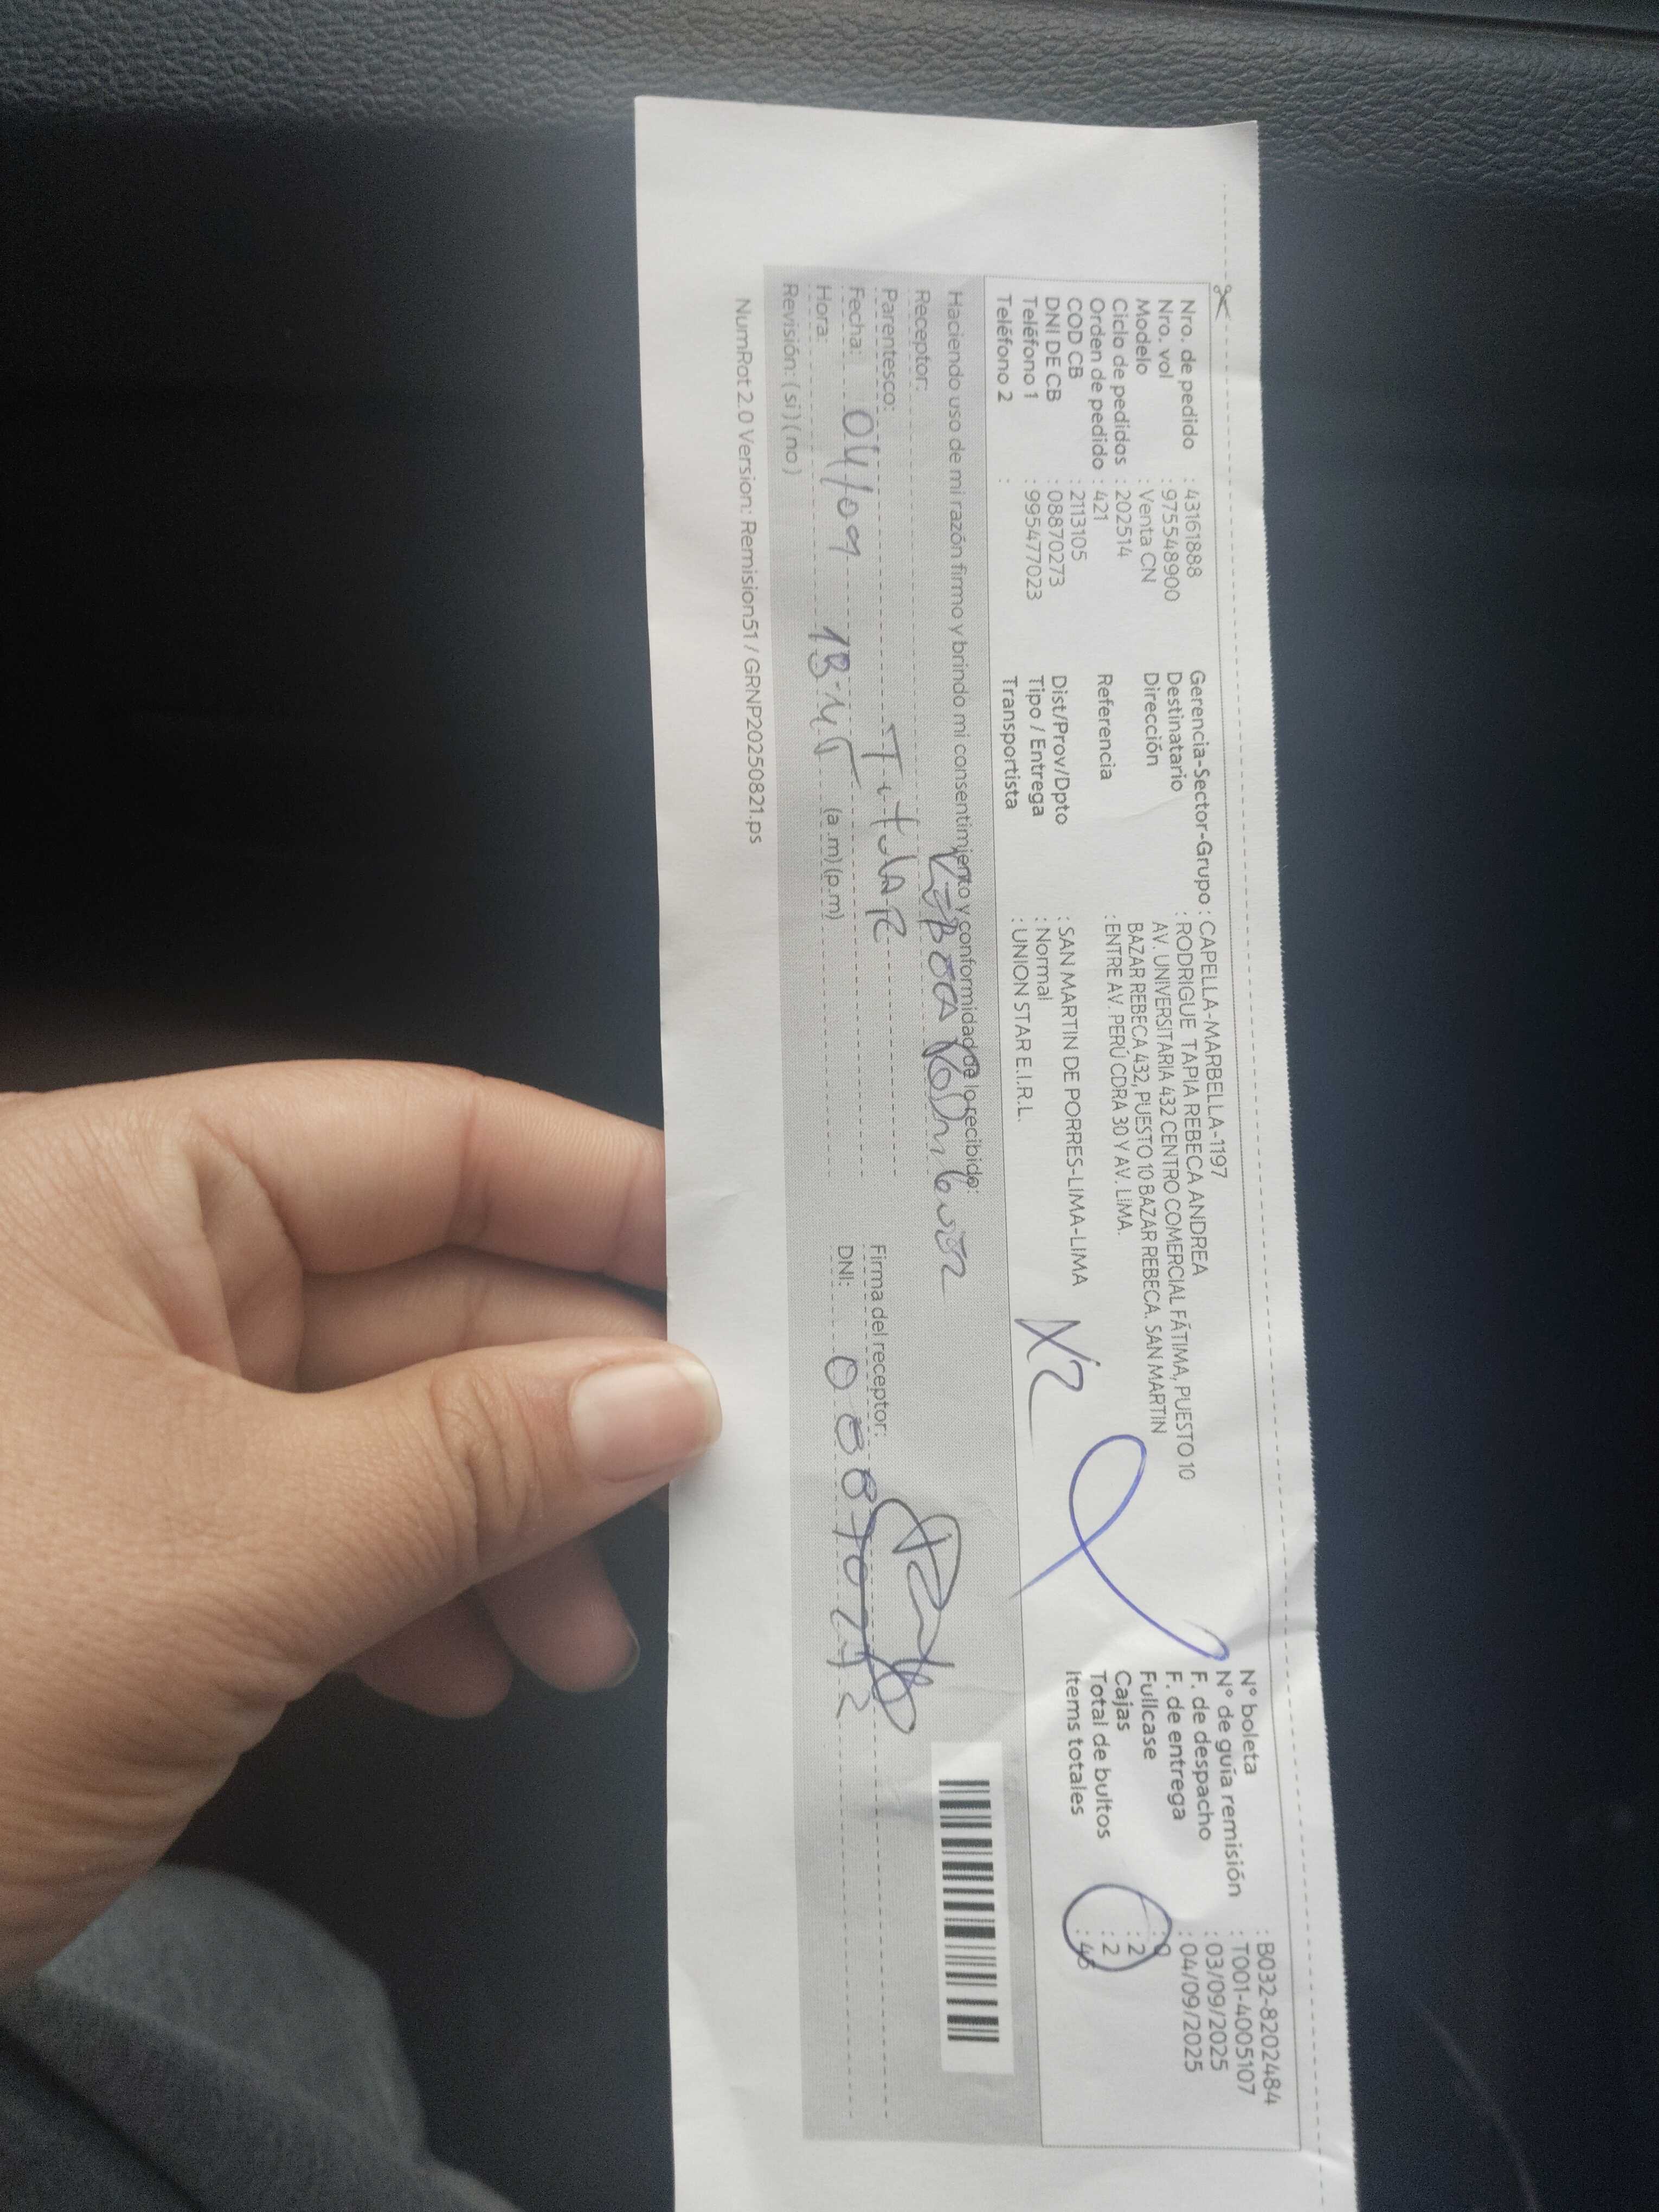 Nro. de pedido : 43161888
Nro. vol : 975548900
Modelo : Venta CN
Ciclo de pedidos : 202514
Orden de pedido : 421
COD CB : 2113105
DNI DE CB : 08870273
Teléfono 1 : 995477023
Teléfono 2 :
Gerencia-Sector-Grupo : CAPELLA-MARBELLA-1197
Destinatario : RODRIGUE TAPIA REBECA ANDREA
Dirección AV. UNIVERSITARIA 432 CENTRO COMERCIAL FÁTIMA, PUESTO 10
BAZAR REBECA 432, PUESTO 10 BAZAR REBECA. SAN MARTIN
Referencia : ENTRE AV. PERÚ CDRA 30 Y AV. LIMA.
Dist/Prov/Dpto : SAN MARTIN DE PORRES-LIMA-LIMA
Tipo / Entrega : Normal
Transportista : UNION STAR E.I.R.L.
X2
N° boleta : B032-8202484
N° de guía remisión : T001-4005107
F. de despacho : 03/09/2025
F. de entrega : 04/09/2025
Fullcase : 0
Cajas : 2
Total de bultos : 2
Items totales :
Haciendo uso de mi razón firmo y brindo mi consentimiento y conformidad de lo recibido:
Receptor:
Parentesco: Titular
Fecha: 04/09
Hora: 13:45 (a.m)(p.m)
Revisión: (si) (no)
Firma del receptor:
DNI:
NumRot 2.0 Version: Remision51 / GRNP20250821.ps